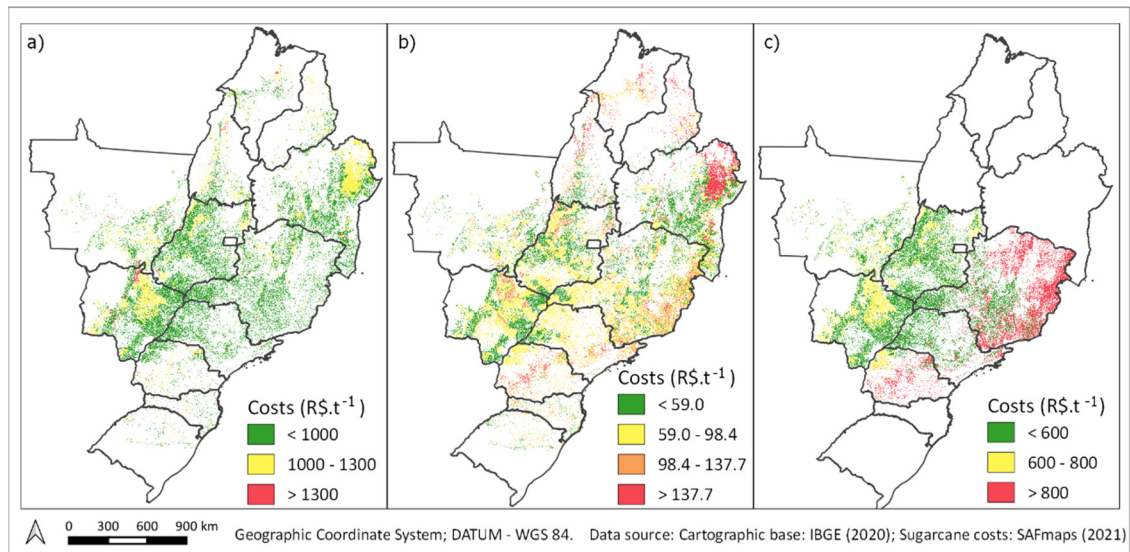 a)
b)
c)
Costs (R$.t⁻¹)
< 1000
1000 - 1300
> 1300
Costs (R$.t⁻¹)
< 59.0
59.0 - 98.4
98.4 - 137.7
> 137.7
Costs (R$.t⁻¹)
< 600
600 - 800
> 800
0 300 600 900 km
Geographic Coordinate System; DATUM - WGS 84. Data source: Cartographic base: IBGE (2020); Sugarcane costs: SAFmaps (2021)